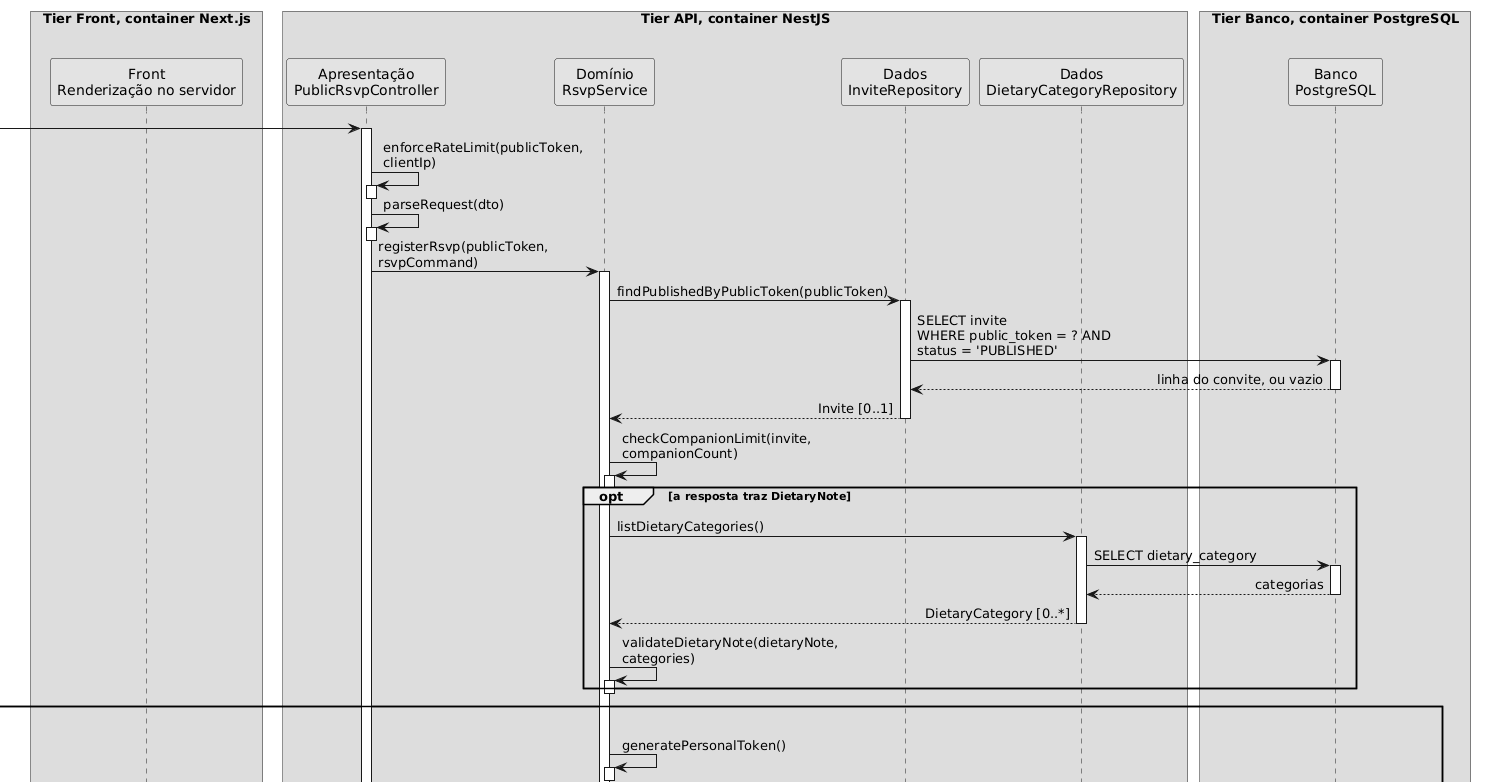 Tier Front, container Next.js
Tier API, container NestJS
Tier Banco, container PostgreSQL
Front
Renderização no servidor
Apresentação
PublicRsvpController
Domínio
RsvpService
Dados
InviteRepository
Dados
DietaryCategoryRepository
Banco
PostgreSQL
enforceRateLimit(publicToken,
clientIp)
parseRequest(dto)
registerRsvp(publicToken,
rsvpCommand)
findPublishedByPublicToken(publicToken)
SELECT invite
WHERE public_token = ? AND
status = 'PUBLISHED'
linha do convite, ou vazio
Invite [0..1]
checkCompanionLimit(invite,
companionCount)
opt [a resposta traz DietaryNote]
listDietaryCategories()
SELECT dietary_category
categorias
DietaryCategory [0..*]
validateDietaryNote(dietaryNote,
categories)
generatePersonalToken()